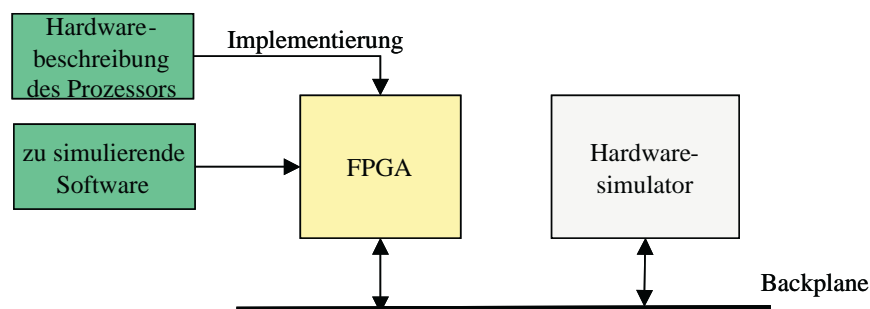 Hardware-
beschreibung
des Prozessors
Implementierung
zu simulierende
Software
FPGA
Hardware-
simulator
Backplane